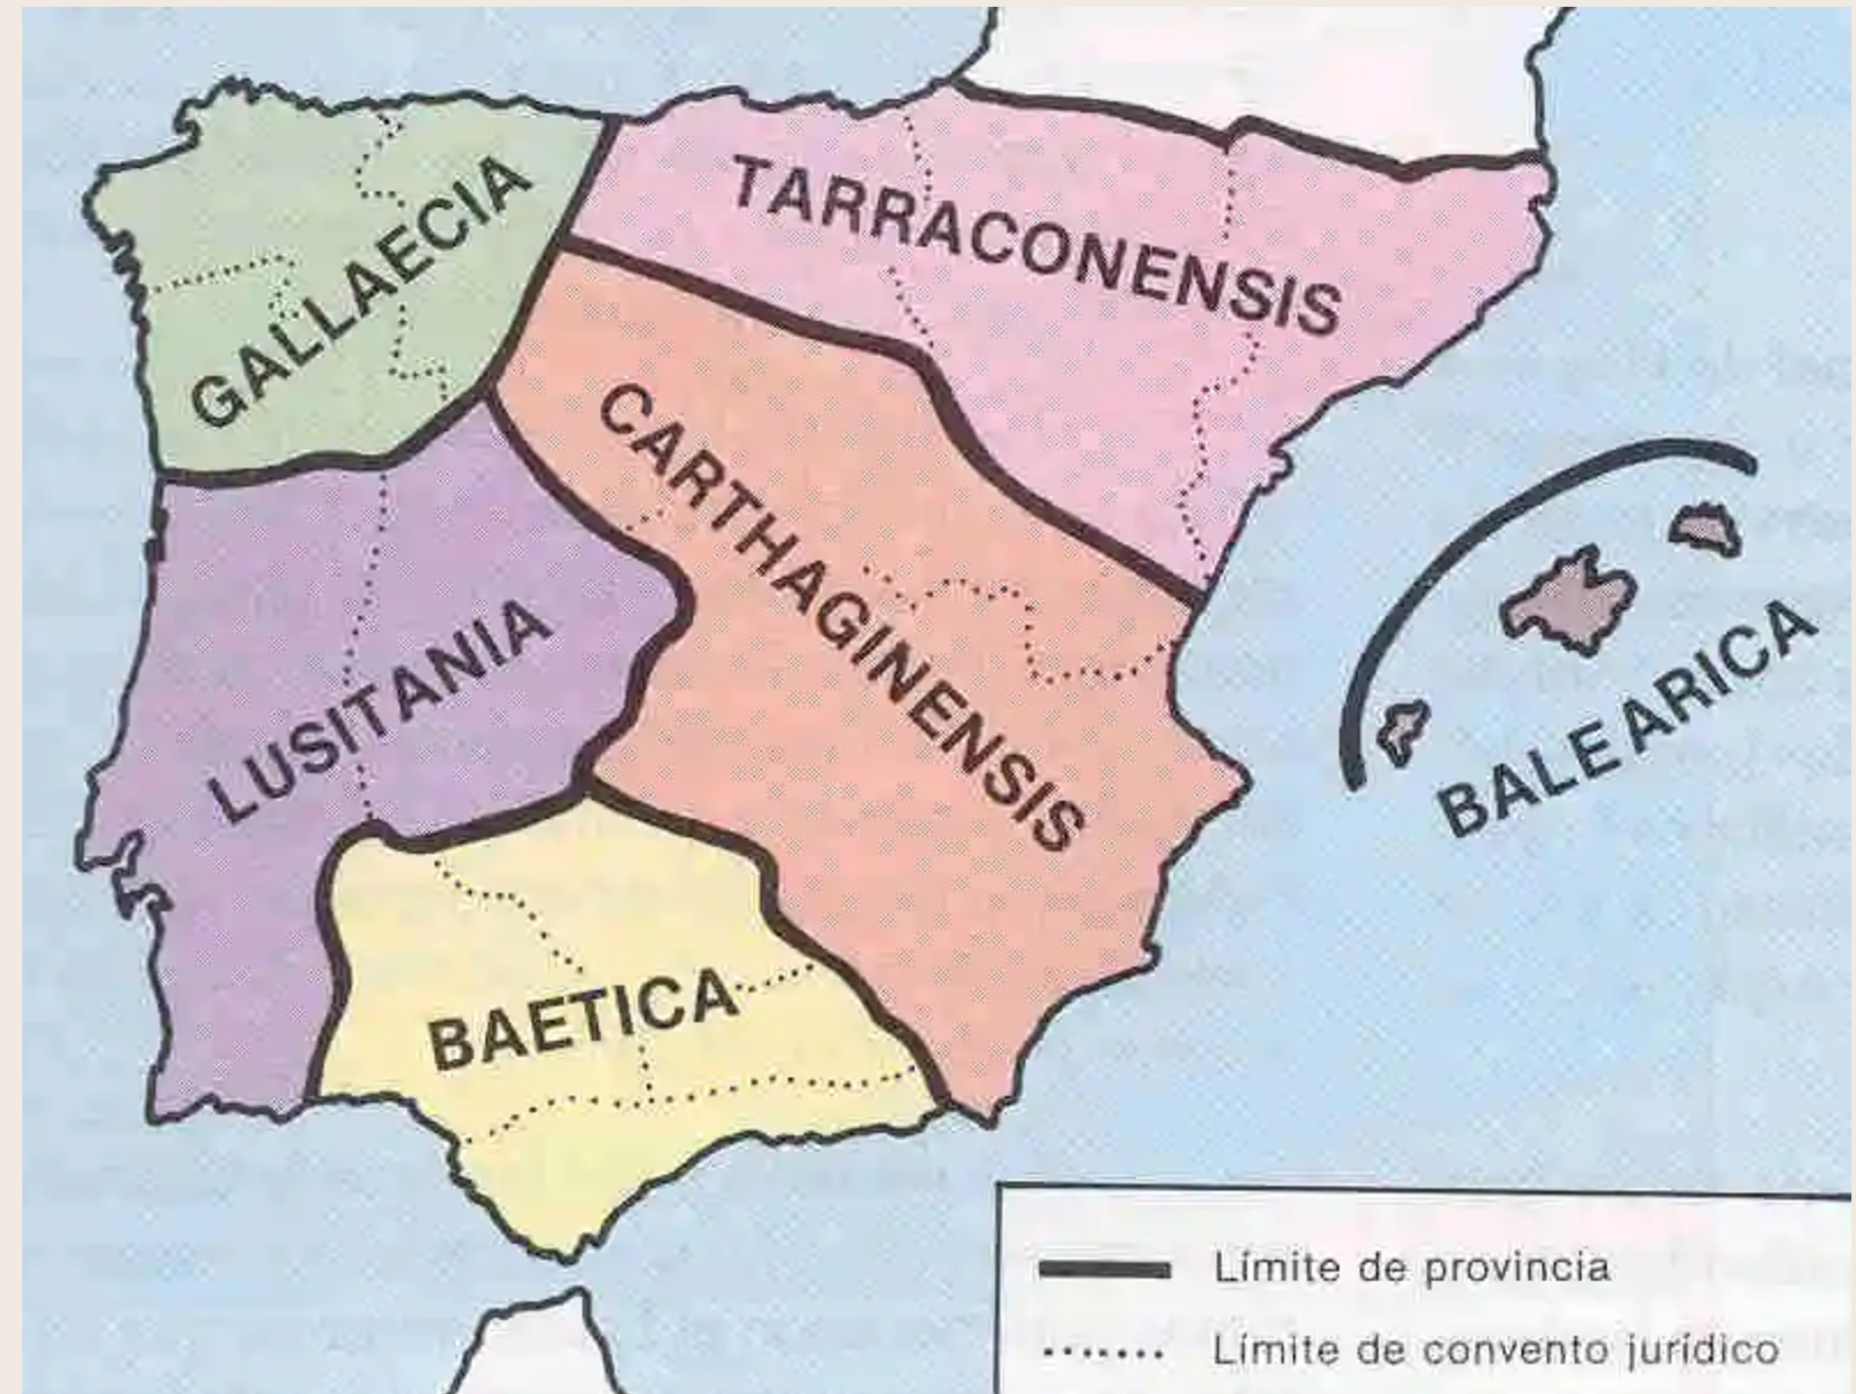 GALLAECIA
TARRACONENSIS
CARTHAGINENSIS
LUSITANIA
BALEARICA
BAETICA
Límite de provincia
Límite de convento jurídico